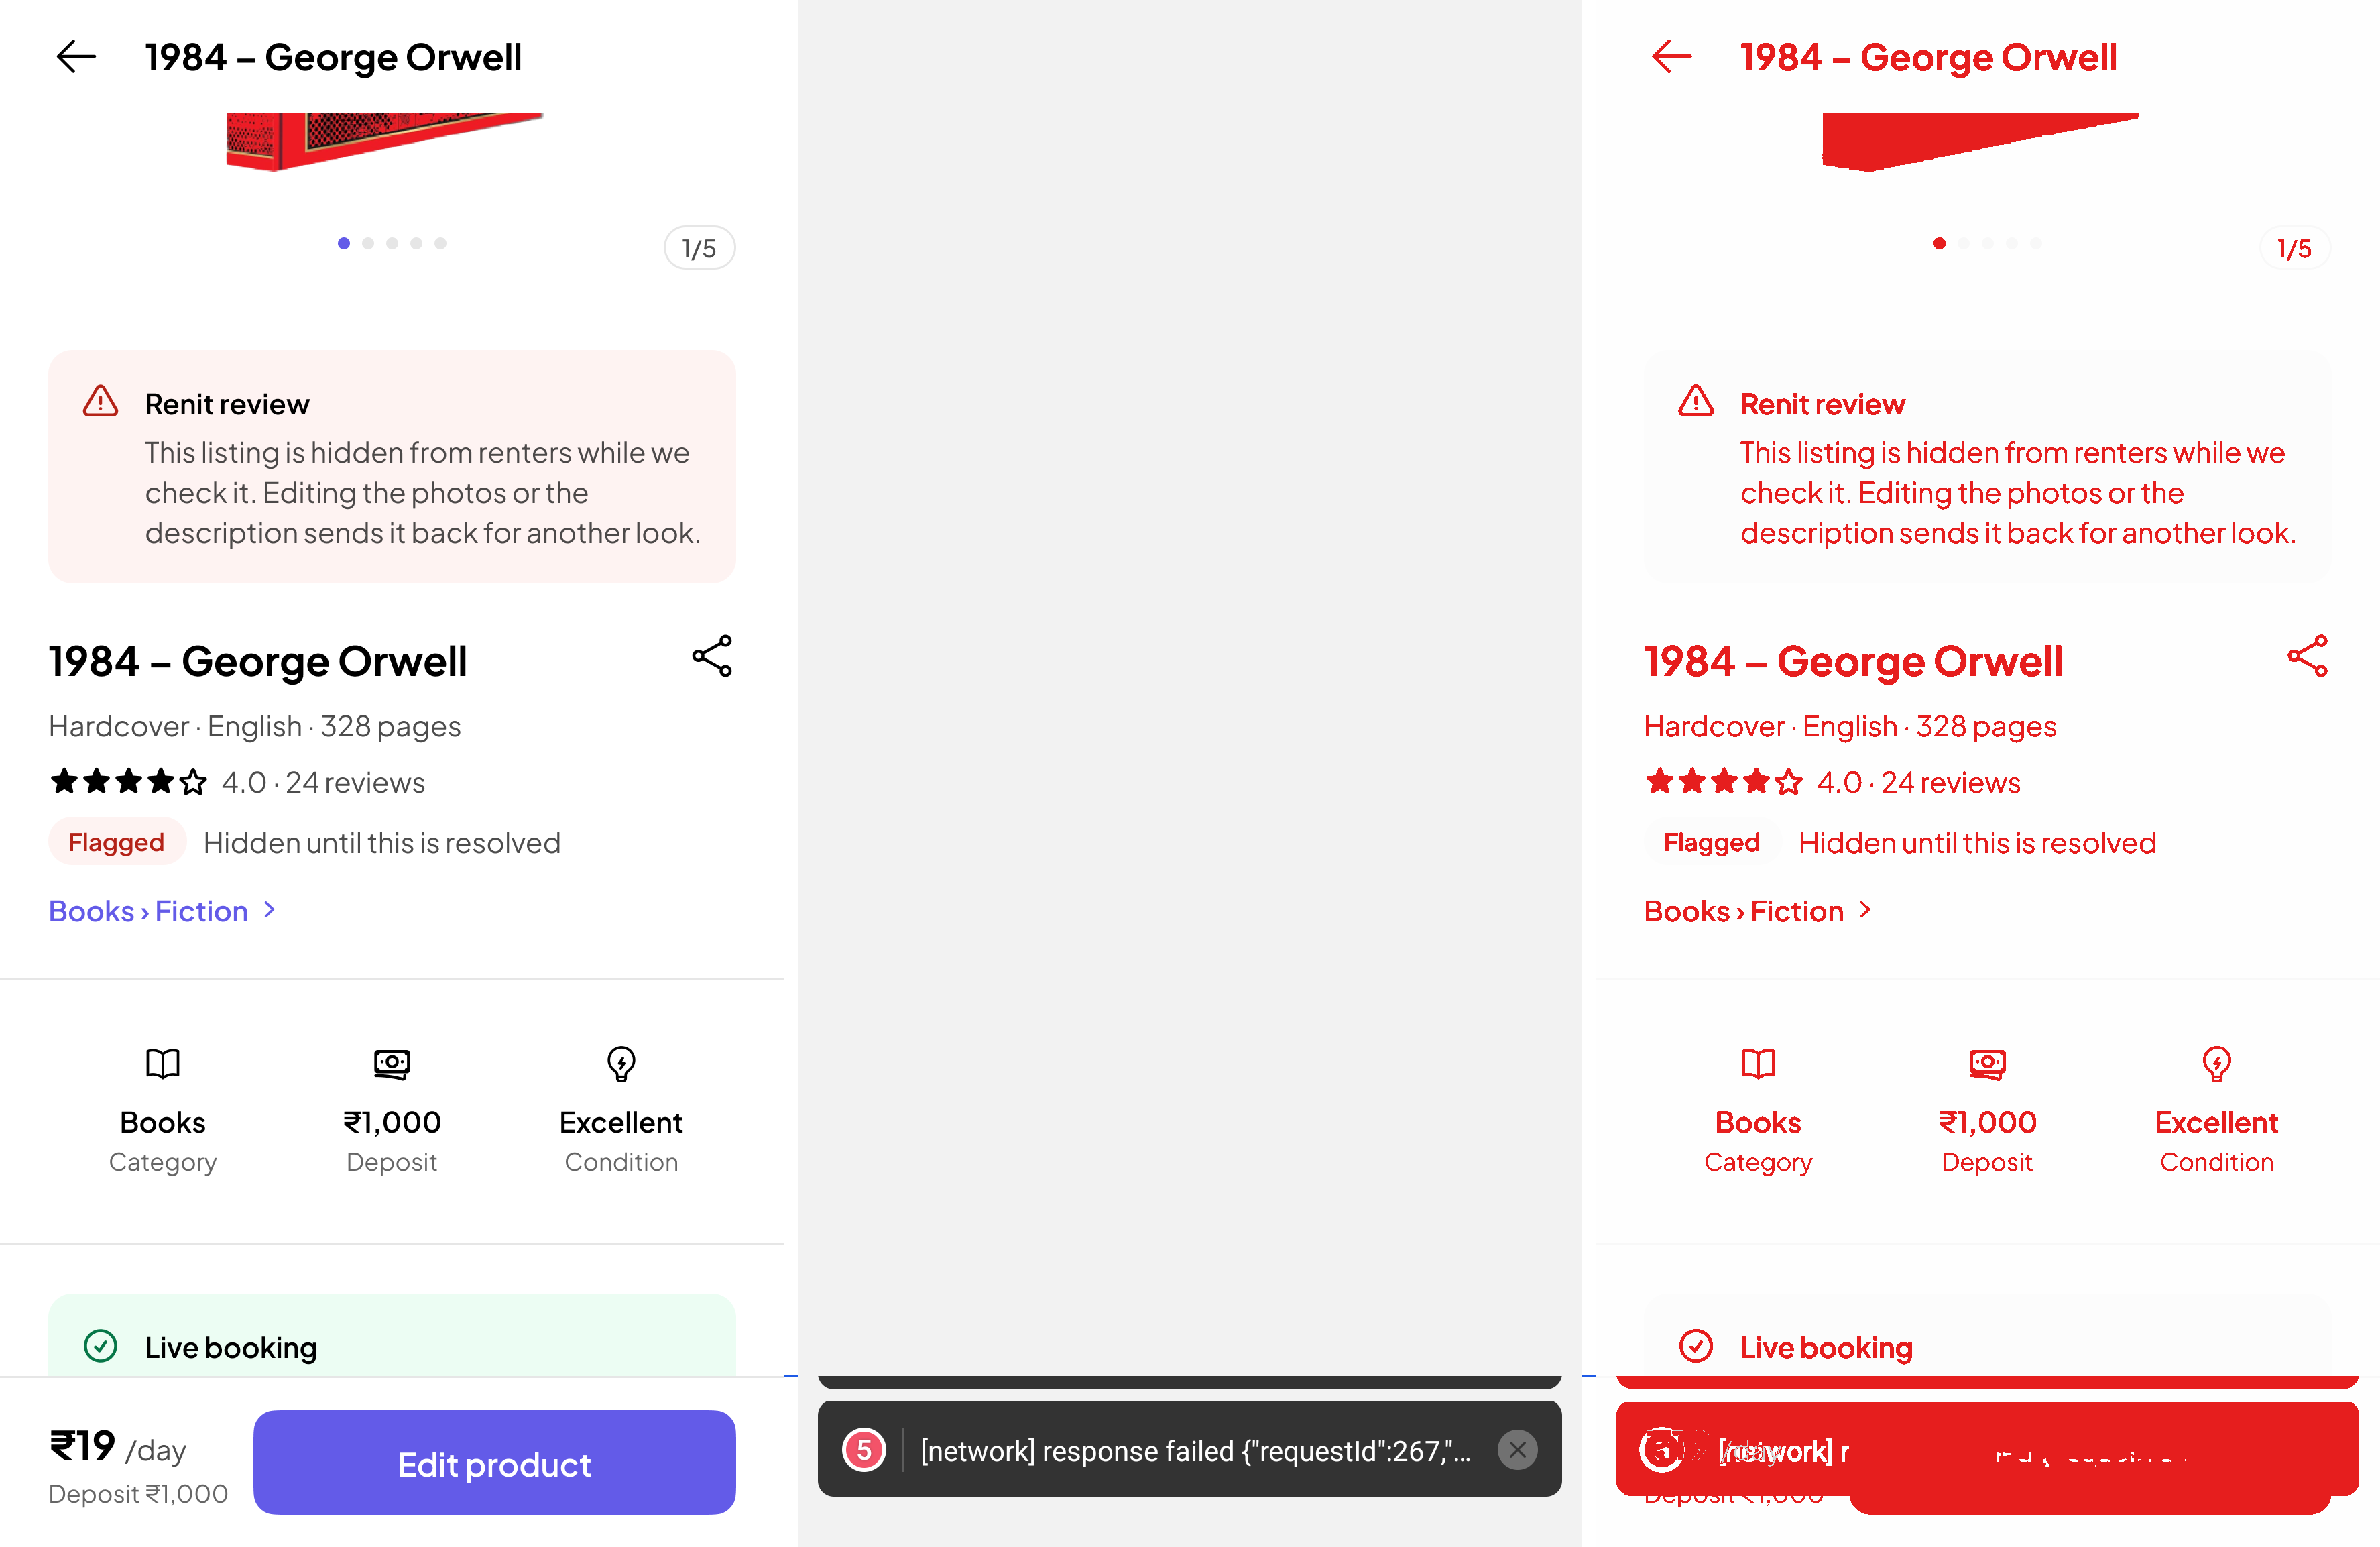 1984 – George Orwell
1/5
Renit review
This listing is hidden from renters while we
check it. Editing the photos or the
description sends it back for another look.
1984 – George Orwell
Hardcover · English · 328 pages
4.0 · 24 reviews
Flagged Hidden until this is resolved
Books › Fiction
Books
Category
₹1,000
Deposit
Excellent
Condition
Live booking
₹19 /day
Deposit ₹1,000
Edit product
5 [network] response failed {"requestId":267,"...
1984 – George Orwell
1/5
Renit review
This listing is hidden from renters while we
check it. Editing the photos or the
description sends it back for another look.
1984 – George Orwell
Hardcover · English · 328 pages
4.0 · 24 reviews
Flagged Hidden until this is resolved
Books › Fiction
Books
Category
₹1,000
Deposit
Excellent
Condition
Live booking
[network] r
Deposit ₹1,000